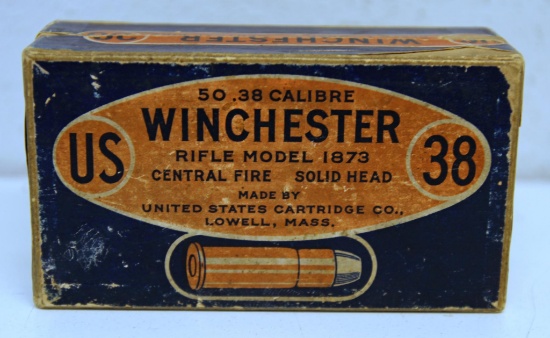 WINCHESTER
50 .38 CALIBRE
WINCHESTER
US
38
RIFLE MODEL 1873
CENTRAL FIRE SOLID HEAD
MADE BY
UNITED STATES CARTRIDGE CO.,
LOWELL, MASS.